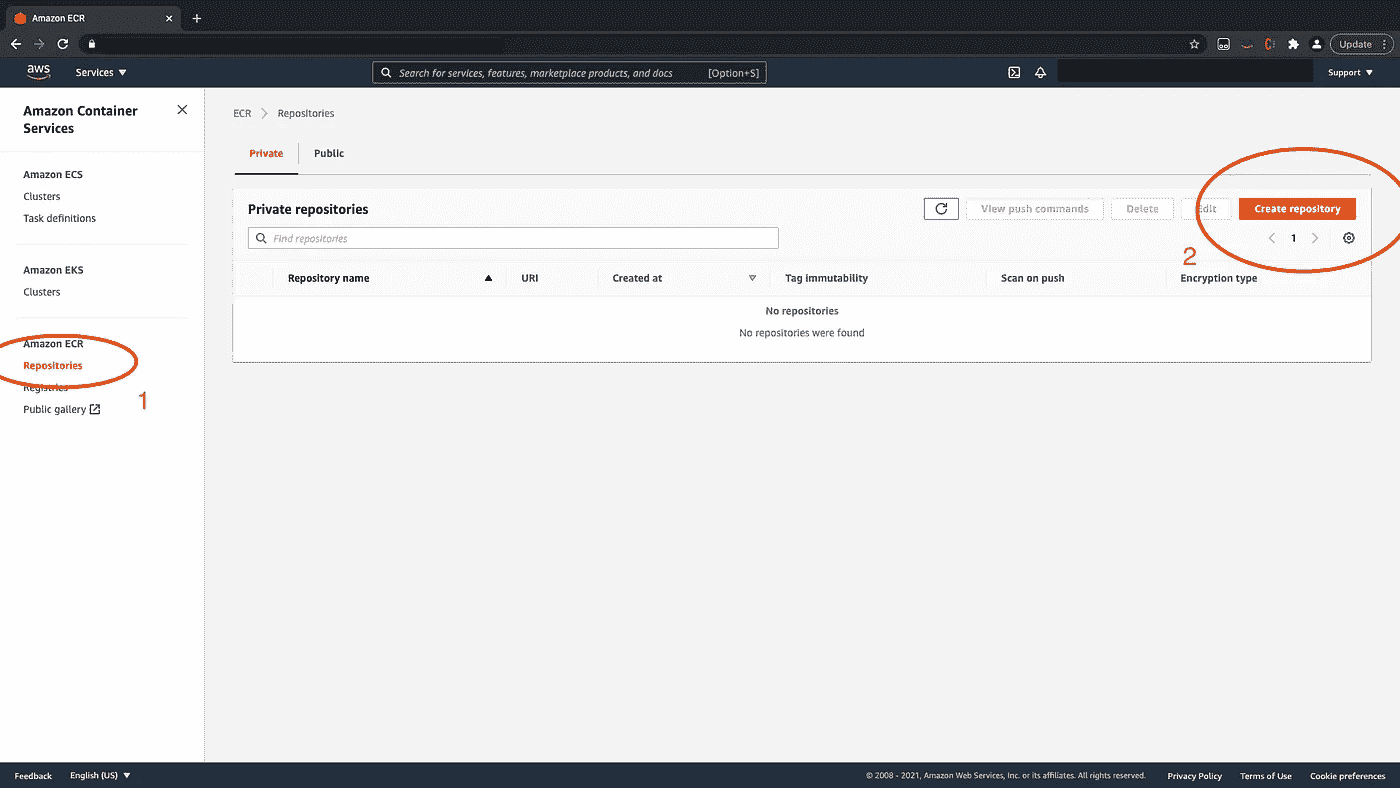 Amazon ECR
Update
aws
Services
Search for services, features, marketplace products, and docs [Option+S]
Support
Amazon Container
Services
Amazon ECS
Clusters
Task definitions
Amazon EKS
Clusters
Amazon ECR
Repositories
Registries
Public gallery
1
ECR
Repositories
Private
Public
Private repositories
View push commands
Delete
Edit
Create repository
Find repositories
1
2
Repository name
URI
Created at
Tag immutability
Scan on push
Encryption type
No repositories
No repositories were found
Feedback
English (US)
© 2008 - 2021, Amazon Web Services, Inc. or its affiliates. All rights reserved.
Privacy Policy
Terms of Use
Cookie preferences